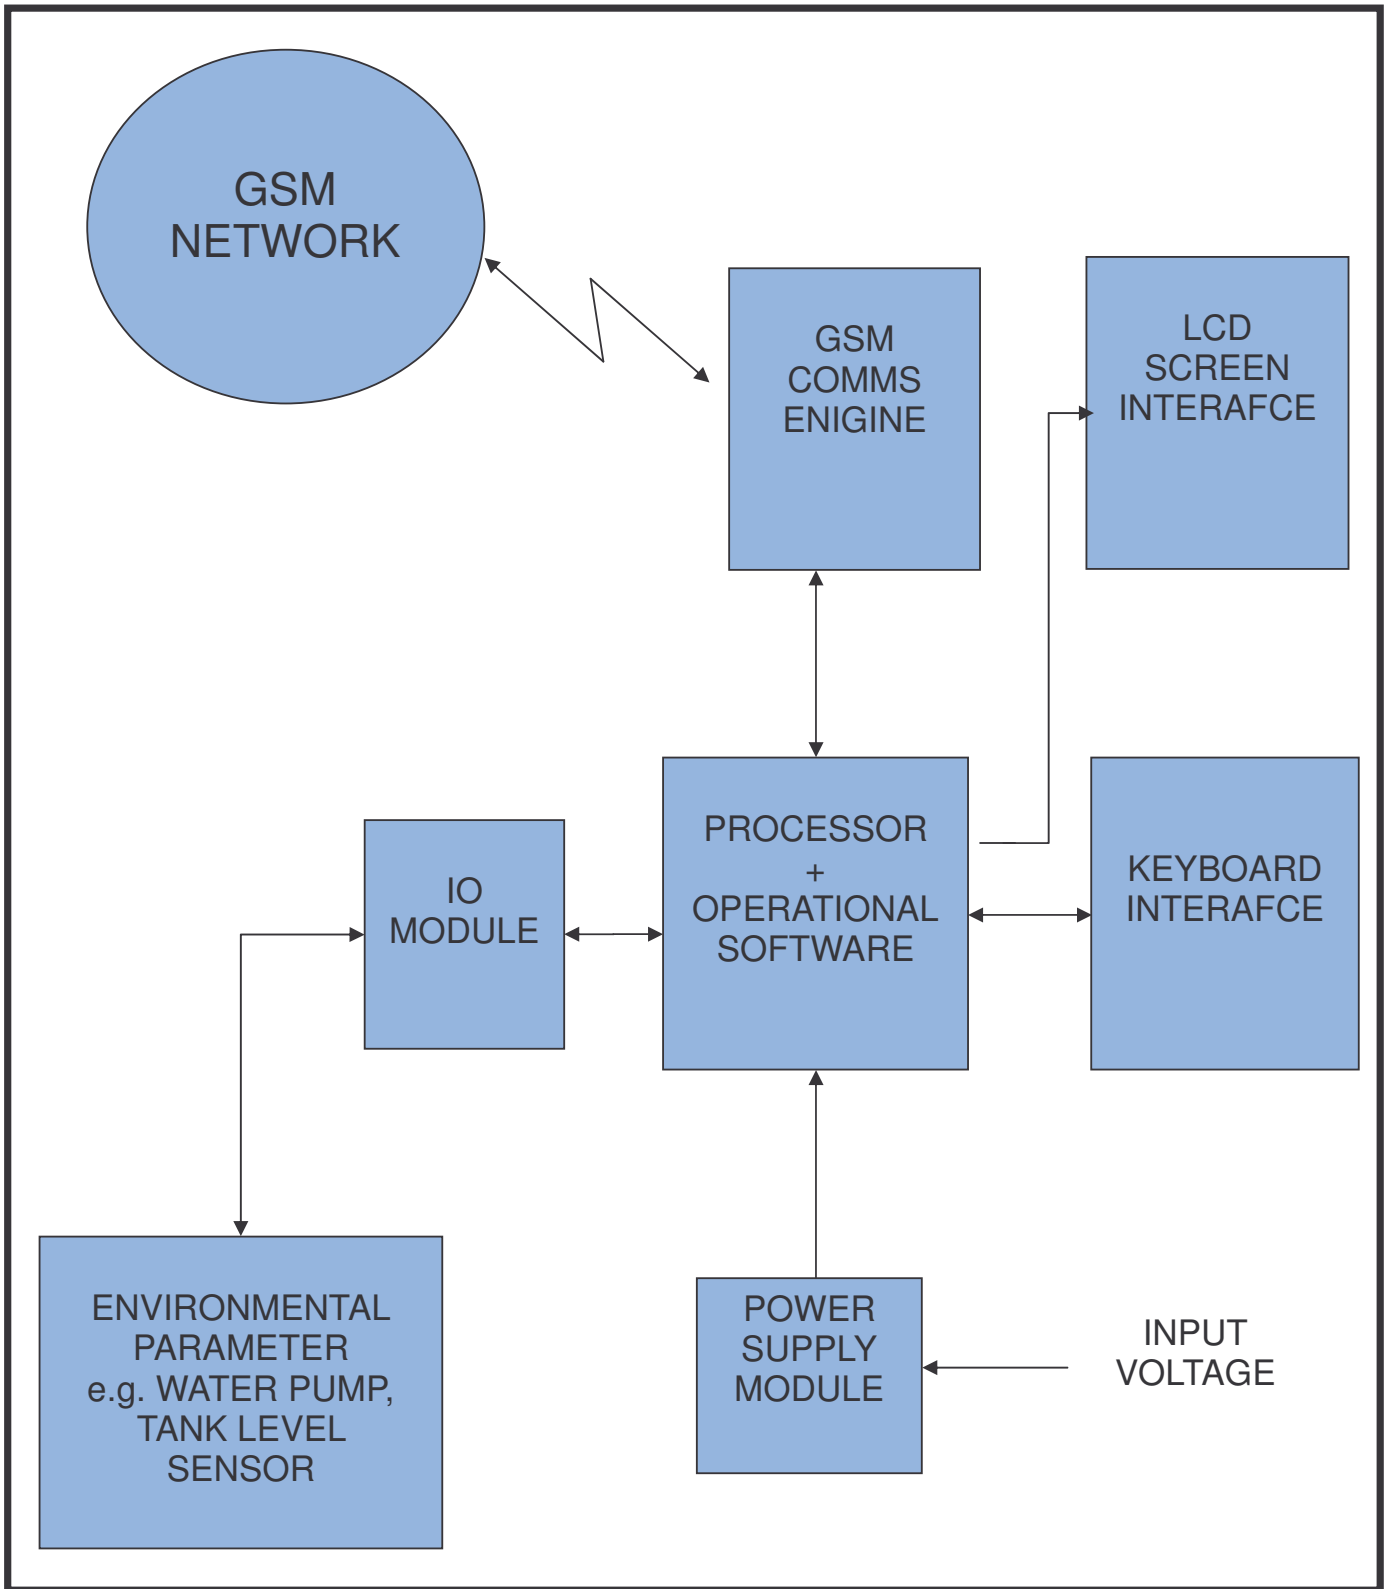 GSM
NETWORK
GSM
COMMS
ENIGINE
LCD
SCREEN
INTERAFCE
IO
MODULE
PROCESSOR
+
OPERATIONAL
SOFTWARE
KEYBOARD
INTERAFCE
ENVIRONMENTAL
PARAMETER
e.g. WATER PUMP,
TANK LEVEL
SENSOR
POWER
SUPPLY
MODULE
INPUT
VOLTAGE